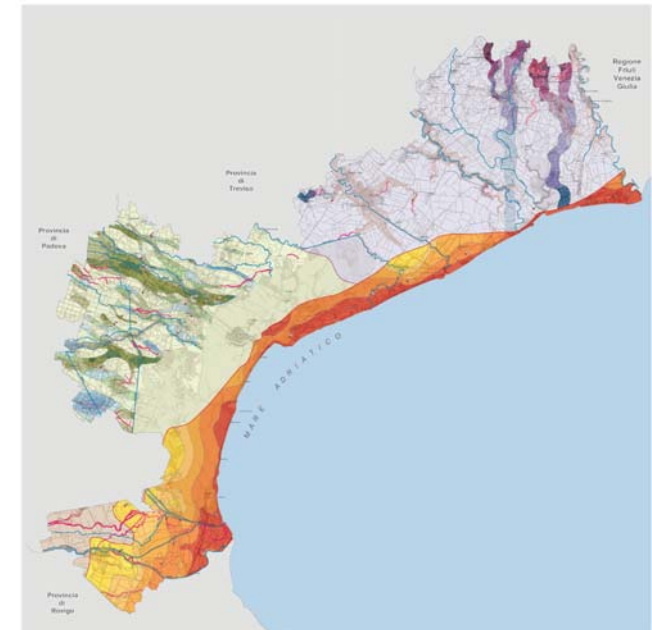 Regione
Friuli
Venezia
Giulia
Provincia
di
Treviso
Provincia
di
Padova
MARE ADRIATICO
Provincia
di
Rovigo